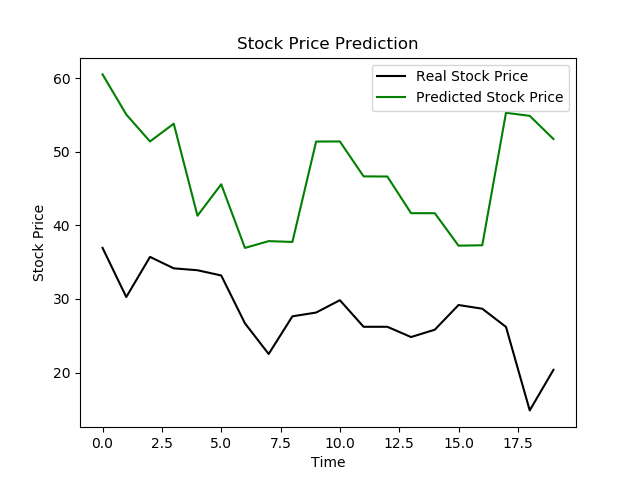 Stock Price Prediction
Real Stock Price
Predicted Stock Price
Stock Price
60
50
40
30
20
0.0 2.5 5.0 7.5 10.0 12.5 15.0 17.5
Time